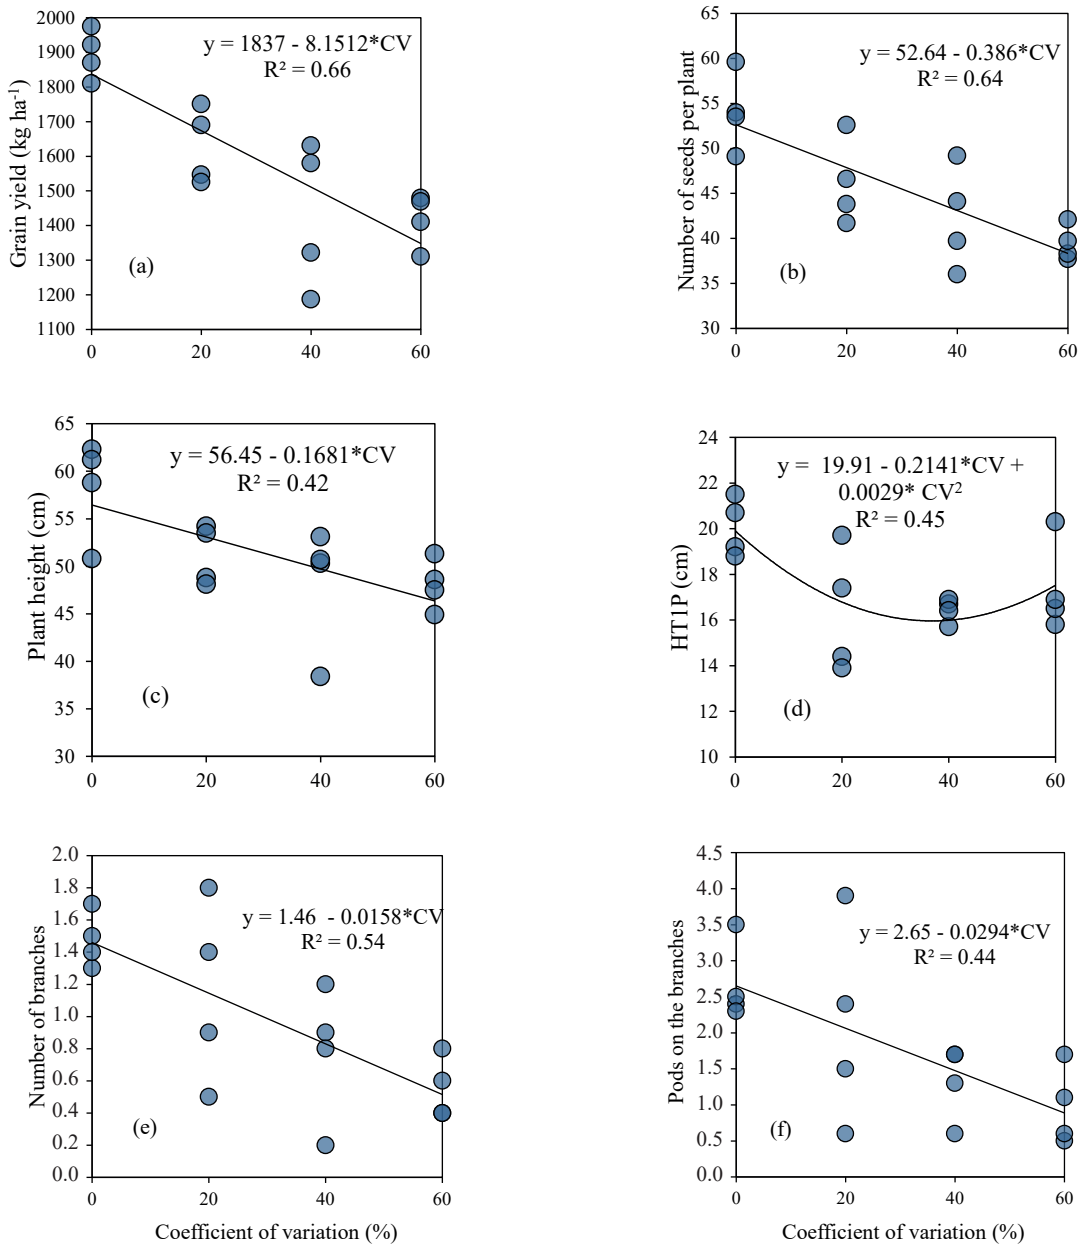 2000
1900
1800
1700
1600
1500
1400
1300
1200
1100
Grain yield (kg ha⁻¹)
y = 1837 - 8.1512*CV
R² = 0.66
(a)
0 20 40 60
65
60
55
50
45
40
35
30
Number of seeds per plant
y = 52.64 - 0.386*CV
R² = 0.64
(b)
0 20 40 60
65
60
55
50
45
40
35
30
Plant height (cm)
y = 56.45 - 0.1681*CV
R² = 0.42
(c)
0 20 40 60
24
22
20
18
16
14
12
10
HT1P (cm)
y = 19.91 - 0.2141*CV +
0.0029* CV²
R² = 0.45
(d)
0 20 40 60
2.0
1.8
1.6
1.4
1.2
1.0
0.8
0.6
0.4
0.2
0.0
Number of branches
y = 1.46 - 0.0158*CV
R² = 0.54
(e)
0 20 40 60
Coefficient of variation (%)
4.5
4.0
3.5
3.0
2.5
2.0
1.5
1.0
0.5
0.0
Pods on the branches
y = 2.65 - 0.0294*CV
R² = 0.44
(f)
0 20 40 60
Coefficient of variation (%)